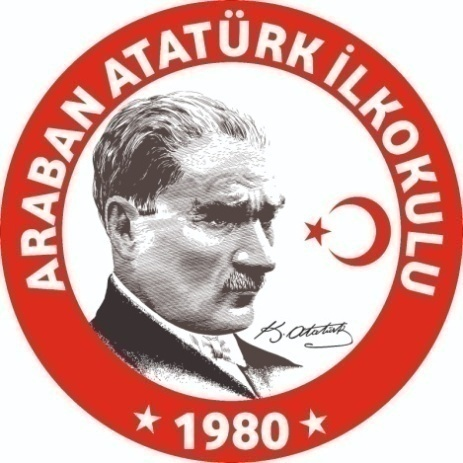 ARABAN ATATÜRK İLKOKULU
K. Atatürk
1980